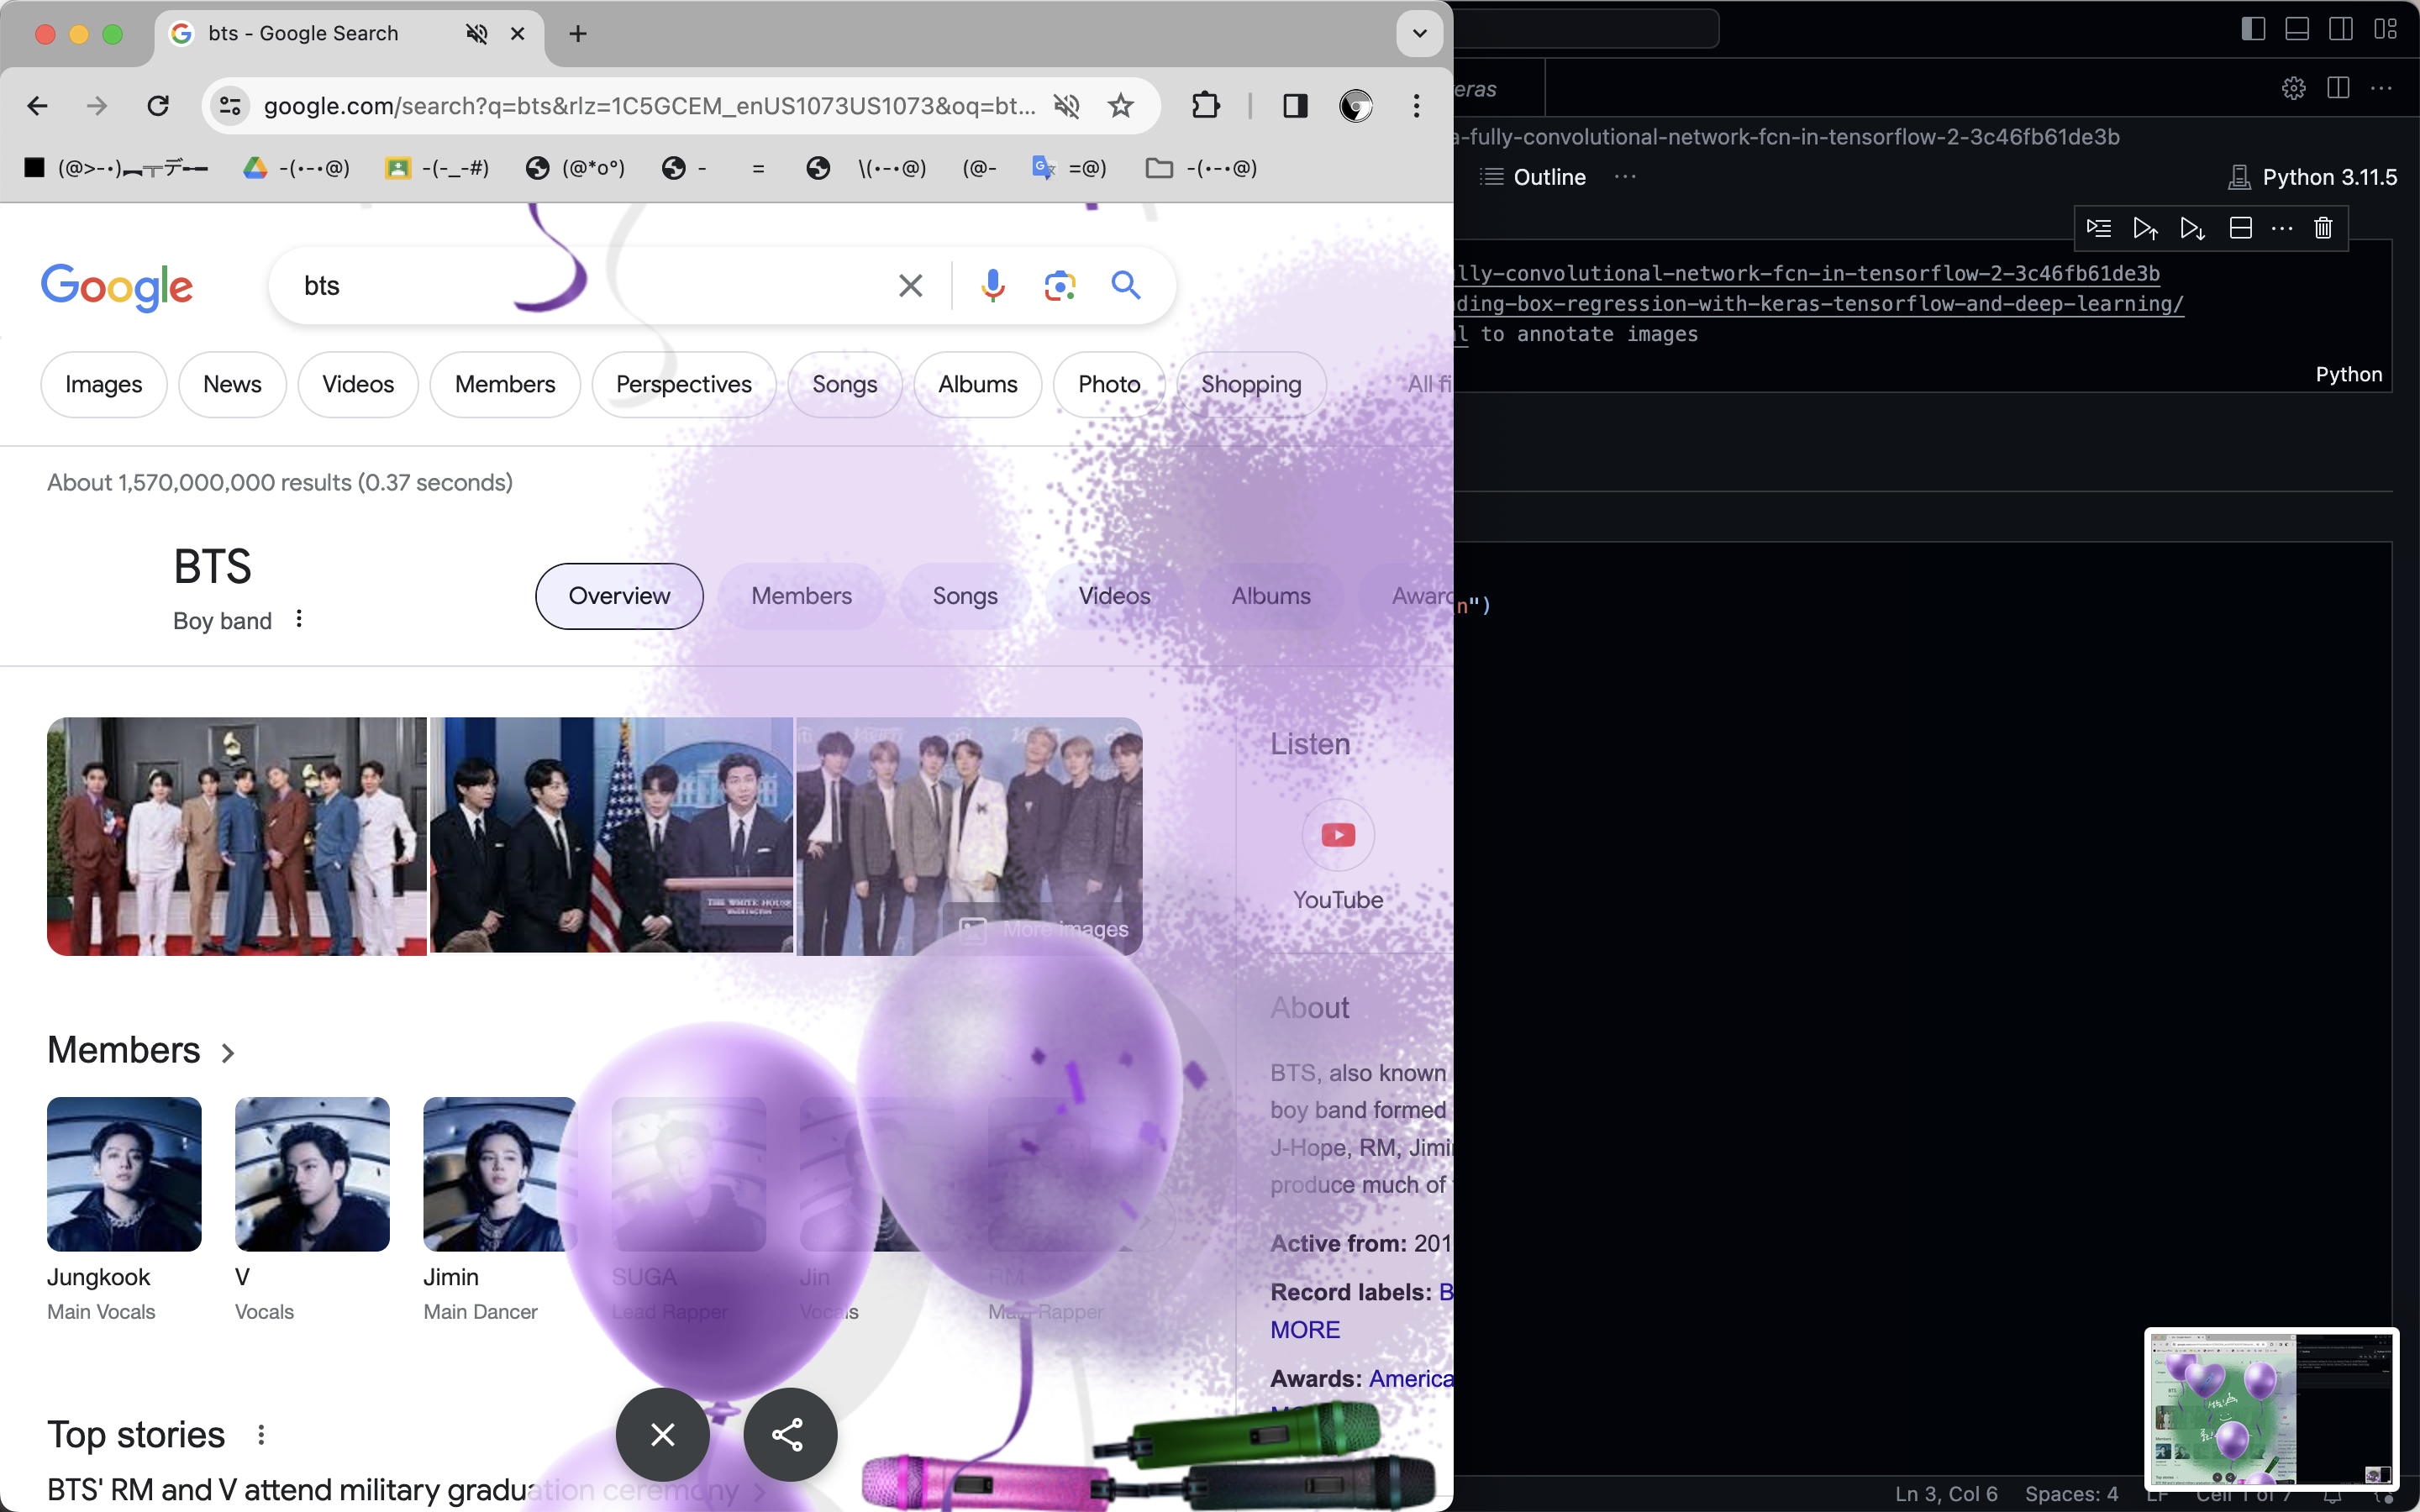 bts - Google Search
google.com/search?q=bts&rlz=1C5GCEM_enUS1073US1073&oq=bt...
(@>-•)︻╦デ╾━ -(•-•@) -(-_-#) (@*o°) - = \(•-•@) (@- =@) -(•-•@)
Google
bts
Images News Videos Members Perspectives Songs Albums Photo Shopping All fi
About 1,570,000,000 results (0.37 seconds)
BTS
Boy band
Overview Members Songs Videos Albums Awar
THE WHITE HOUSE
WASHINGTON
More images
Listen
YouTube
Members
Jungkook
Main Vocals
V
Vocals
Jimin
Main Dancer
SUGA
Lead Rapper
Jin
Vocals
RM
Main Rapper
About
BTS, also known
boy band formed
J-Hope, RM, Jimi
produce much of
Active from: 201
Record labels: B
MORE
Awards: America
Top stories
BTS' RM and V attend military graduation ceremony
eras
a-fully-convolutional-network-fcn-in-tensorflow-2-3c46fb61de3b
Outline
Python 3.11.5
lly-convolutional-network-fcn-in-tensorflow-2-3c46fb61de3b
ding-box-regression-with-keras-tensorflow-and-deep-learning/
l to annotate images
Python
n")
Ln 3, Col 6 Spaces: 4 LF Cell 1 of 7